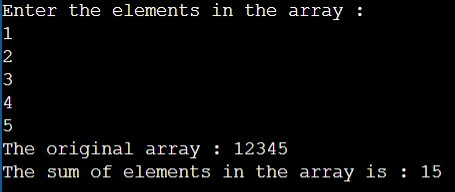 Enter the elements in the array :
1
2
3
4
5
The original array : 12345
The sum of elements in the array is : 15